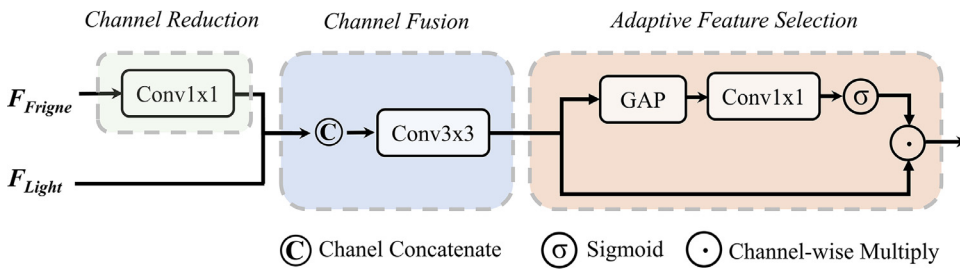 Channel Reduction Channel Fusion Adaptive Feature Selection
F_Frigne Conv1x1 GAP Conv1x1 σ
C Conv3x3 ·
F_Light
C Chanel Concatenate σ Sigmoid · Channel-wise Multiply